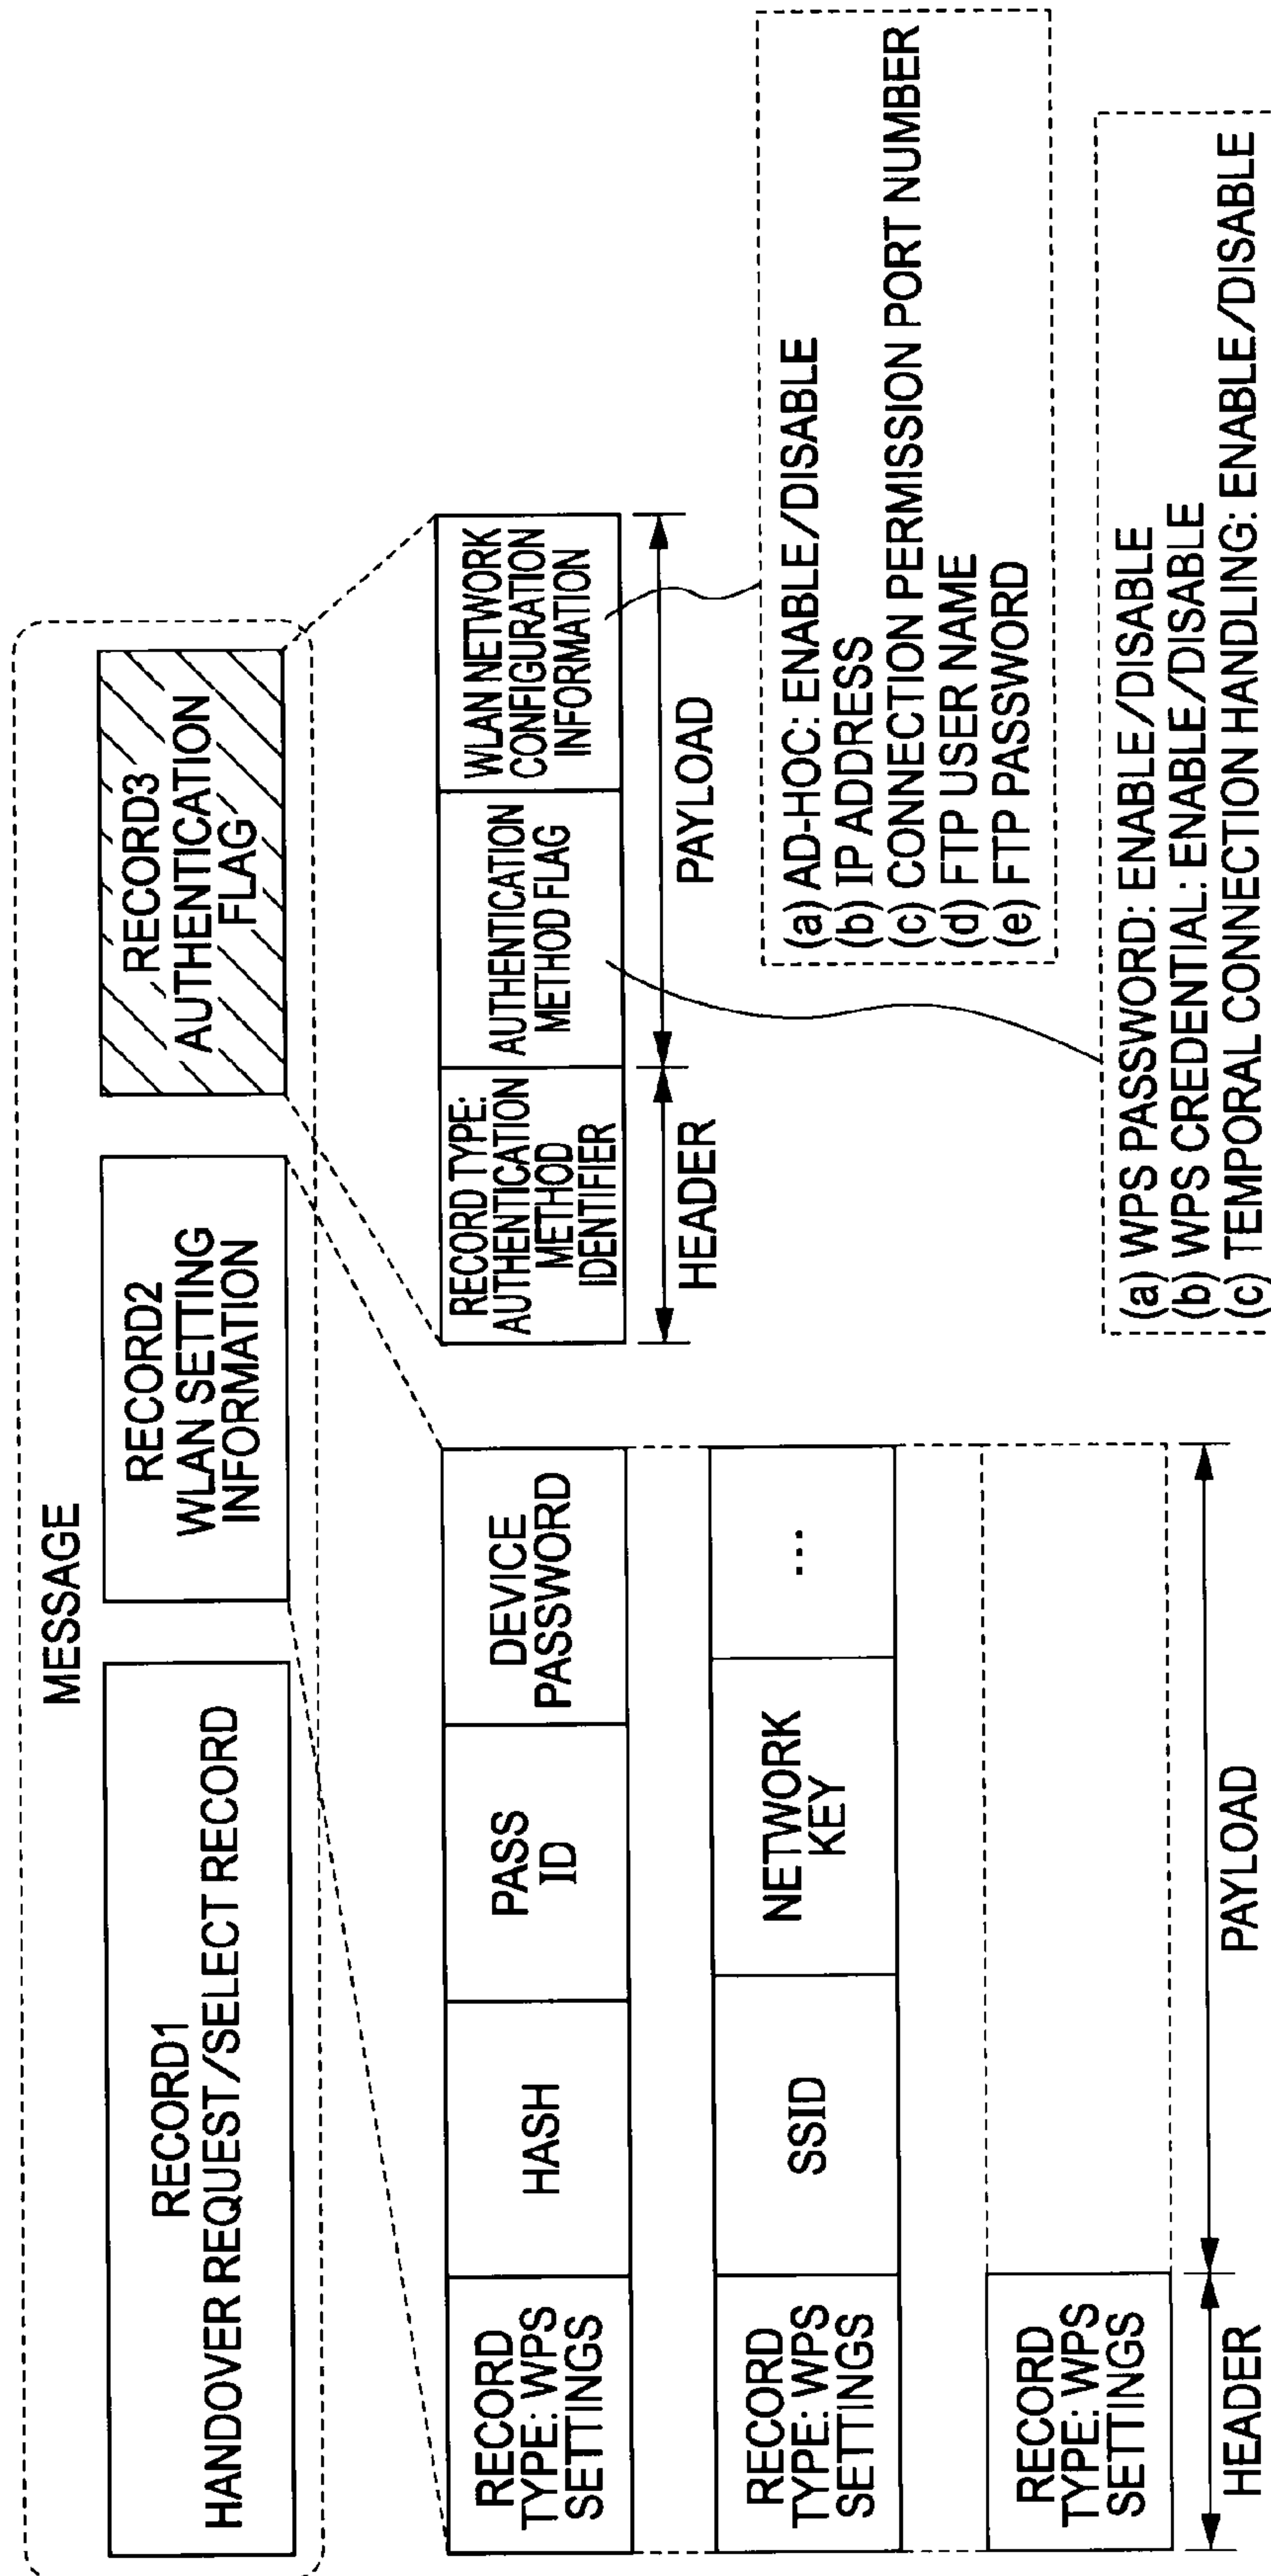 MESSAGE
RECORD1
HANDOVER REQUEST/SELECT RECORD
RECORD2
WLAN SETTING
INFORMATION
RECORD3
AUTHENTICATION
FLAG
RECORD
TYPE: WPS
SETTINGS
HASH
PASS
ID
DEVICE
PASSWORD
RECORD
TYPE: WPS
SETTINGS
SSID
NETWORK
KEY
...
RECORD
TYPE: WPS
SETTINGS
HEADER
PAYLOAD
RECORD TYPE:
AUTHENTICATION
METHOD
IDENTIFIER
AUTHENTICATION
METHOD FLAG
WLAN NETWORK
CONFIGURATION
INFORMATION
HEADER
PAYLOAD
(a) AD-HOC: ENABLE/DISABLE
(b) IP ADDRESS
(c) CONNECTION PERMISSION PORT NUMBER
(d) FTP USER NAME
(e) FTP PASSWORD
(a) WPS PASSWORD: ENABLE/DISABLE
(b) WPS CREDENTIAL: ENABLE/DISABLE
(c) TEMPORAL CONNECTION HANDLING: ENABLE/DISABLE